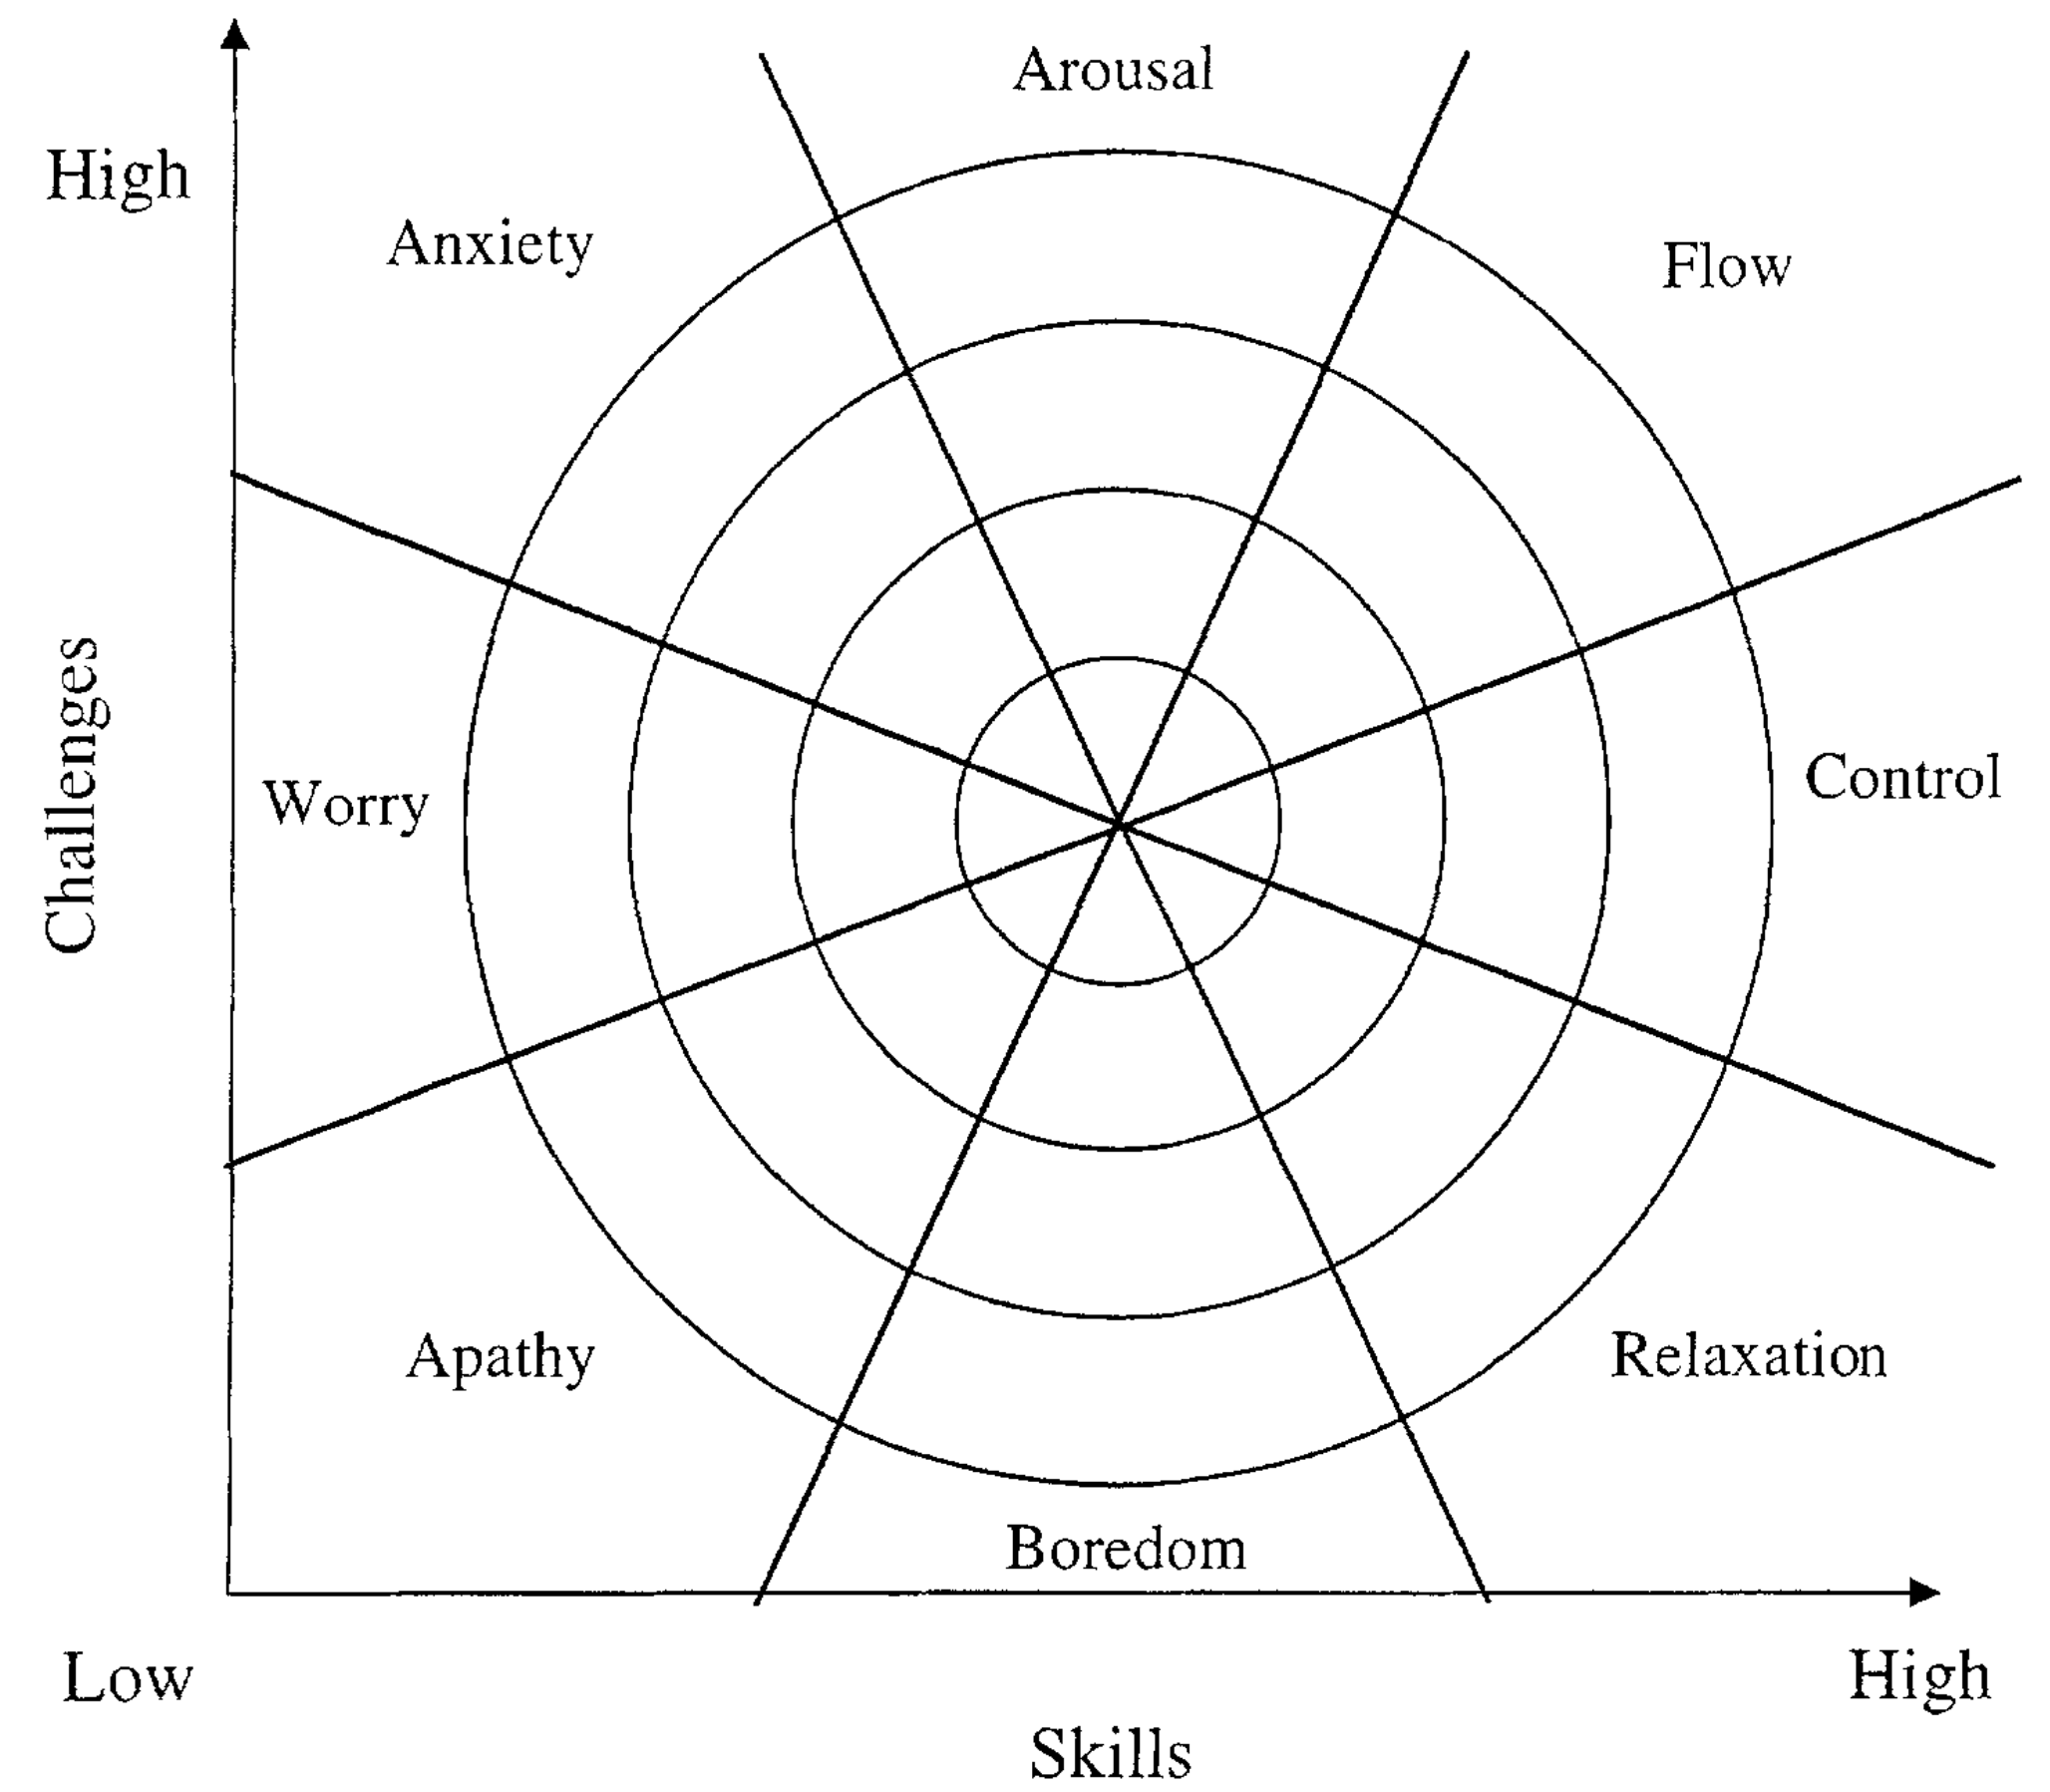 Arousal
High
Anxiety
Flow
Challenges
Worry
Control
Apathy
Relaxation
Boredom
Low
High
Skills